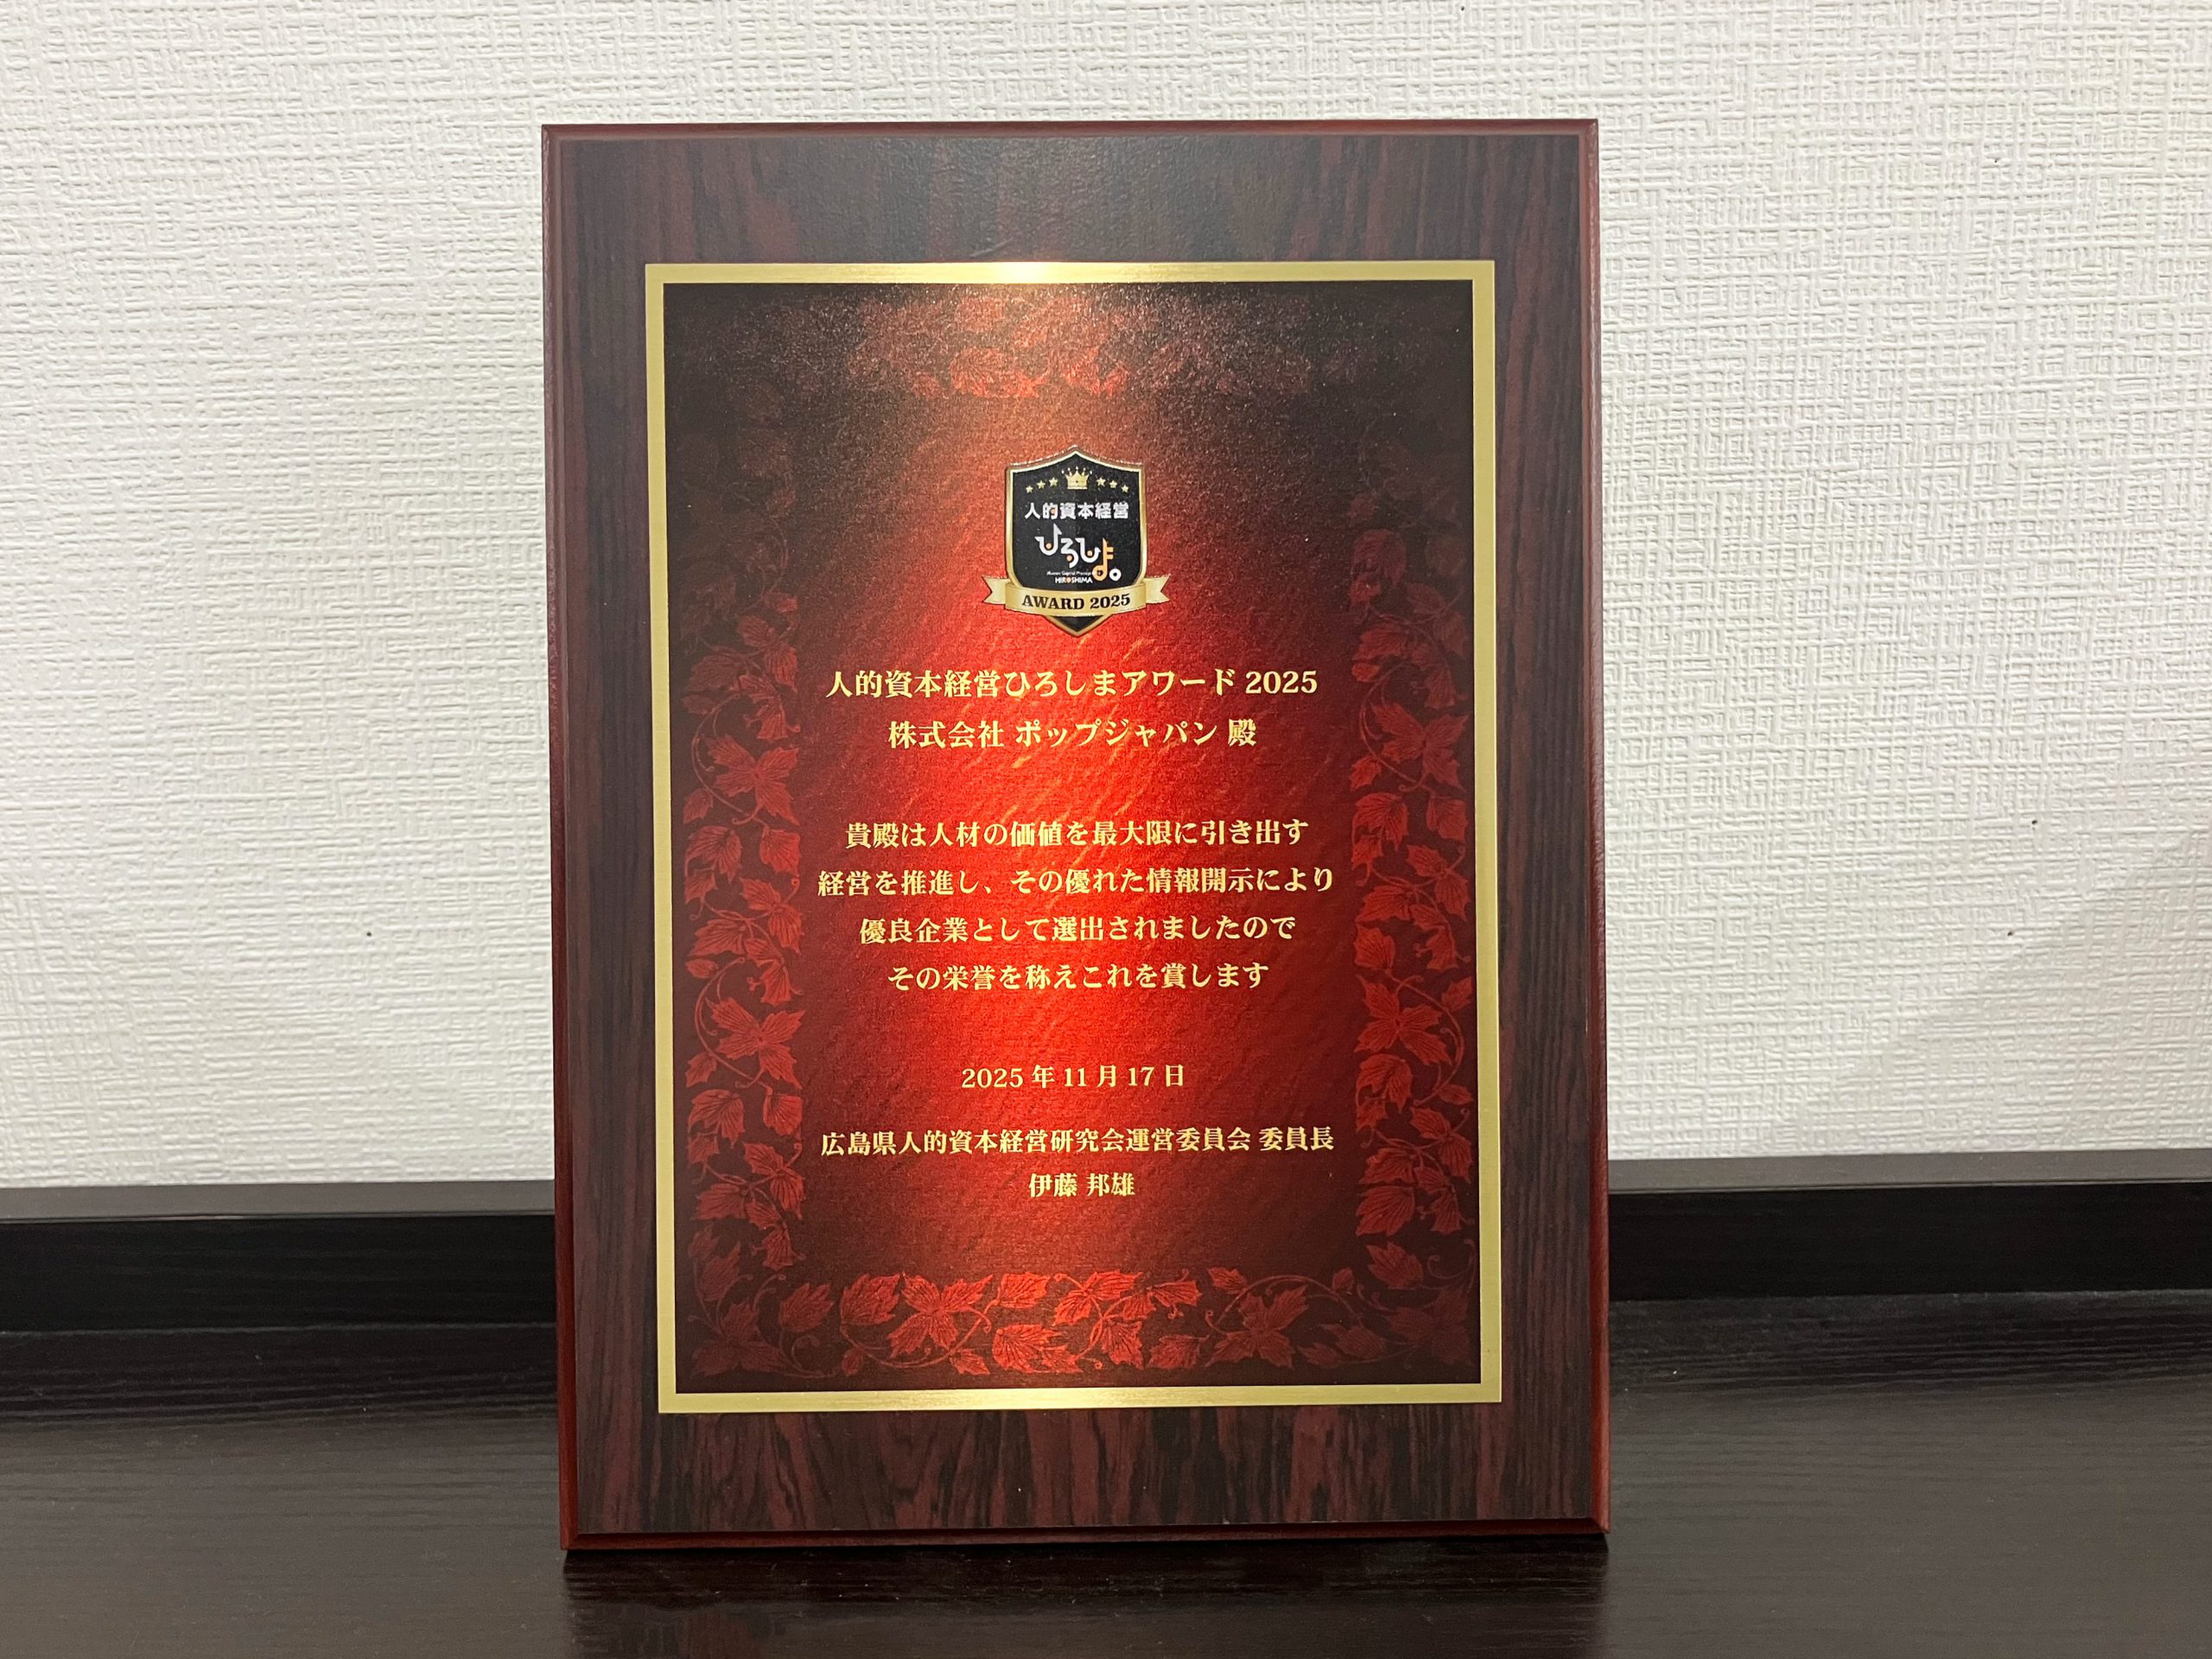 人的資本経営
ひろしま。
HIROSHIMA
AWARD 2025
人的資本経営ひろしまアワード 2025
株式会社 ポップジャパン 殿
貴殿は人材の価値を最大限に引き出す
経営を推進し、その優れた情報開示により
優良企業として選出されましたので
その栄誉を称えこれを賞します
2025 年 11 月 17 日
広島県人的資本経営研究会運営委員会 委員長
伊藤 邦雄